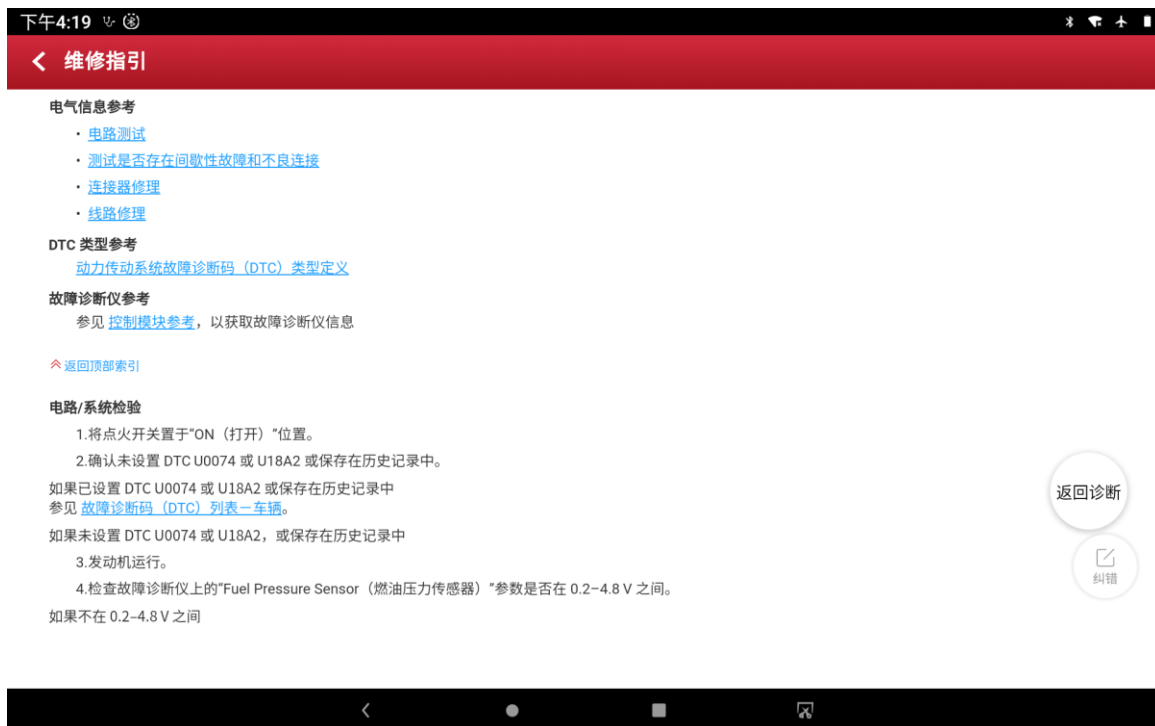 下午4:19
维修指引
电气信息参考
· 电路测试
· 测试是否存在间歇性故障和不良连接
· 连接器修理
· 线路修理
DTC 类型参考
动力传动系统故障诊断码（DTC）类型定义
故障诊断仪参考
参见 控制模块参考，以获取故障诊断仪信息
返回顶部索引
电路/系统检验
1.将点火开关置于“ON（打开）”位置。
2.确认未设置 DTC U0074 或 U18A2 或保存在历史记录中。
如果已设置 DTC U0074 或 U18A2 或保存在历史记录中
参见 故障诊断码（DTC）列表－车辆。
返回诊断
如果未设置 DTC U0074 或 U18A2，或保存在历史记录中
3.发动机运行。
4.检查故障诊断仪上的“Fuel Pressure Sensor（燃油压力传感器）”参数是否在 0.2–4.8 V 之间。
纠错
如果不在 0.2–4.8 V 之间